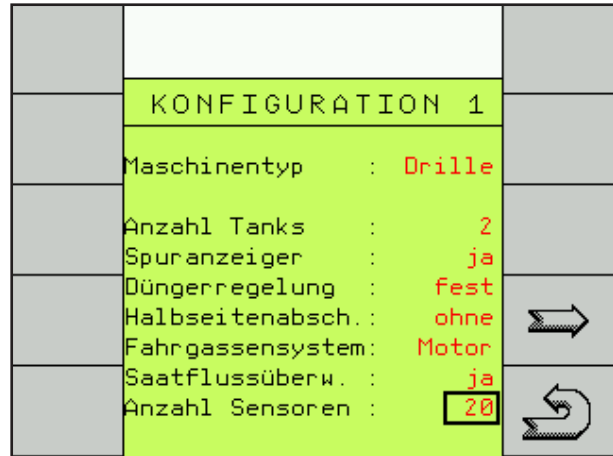 KONFIGURATION 1
Maschinentyp : Drille
Anzahl Tanks : 2
Spuranzeiger : ja
Düngerregelung : fest
Halbseitenabsch.: ohne
Fahrgassensystem: Motor
Saatflussüberw. : ja
Anzahl Sensoren : 20